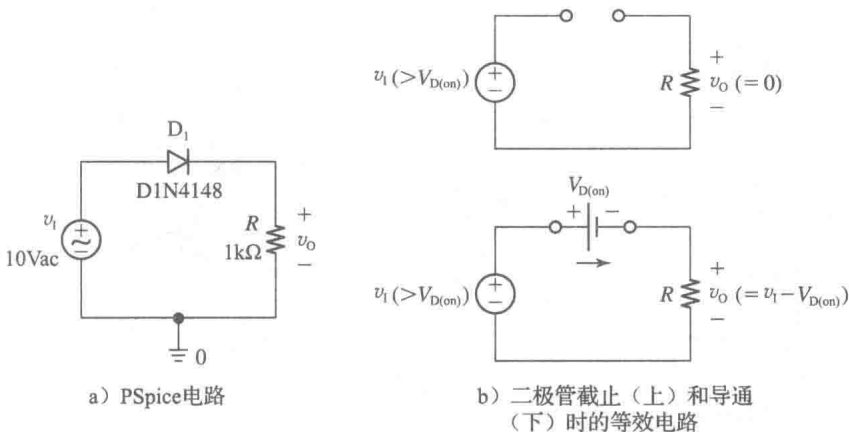 D₁
D1N4148
v_I
10Vac
R
1kΩ
+
v_O
−
0
a）PSpice电路
v_I (>V_D(on))
R
+
v_O (=0)
−
V_D(on)
+ −
v_I (>V_D(on))
R
+
v_O (=v_I−V_D(on))
−
b）二极管截止（上）和导通
（下）时的等效电路